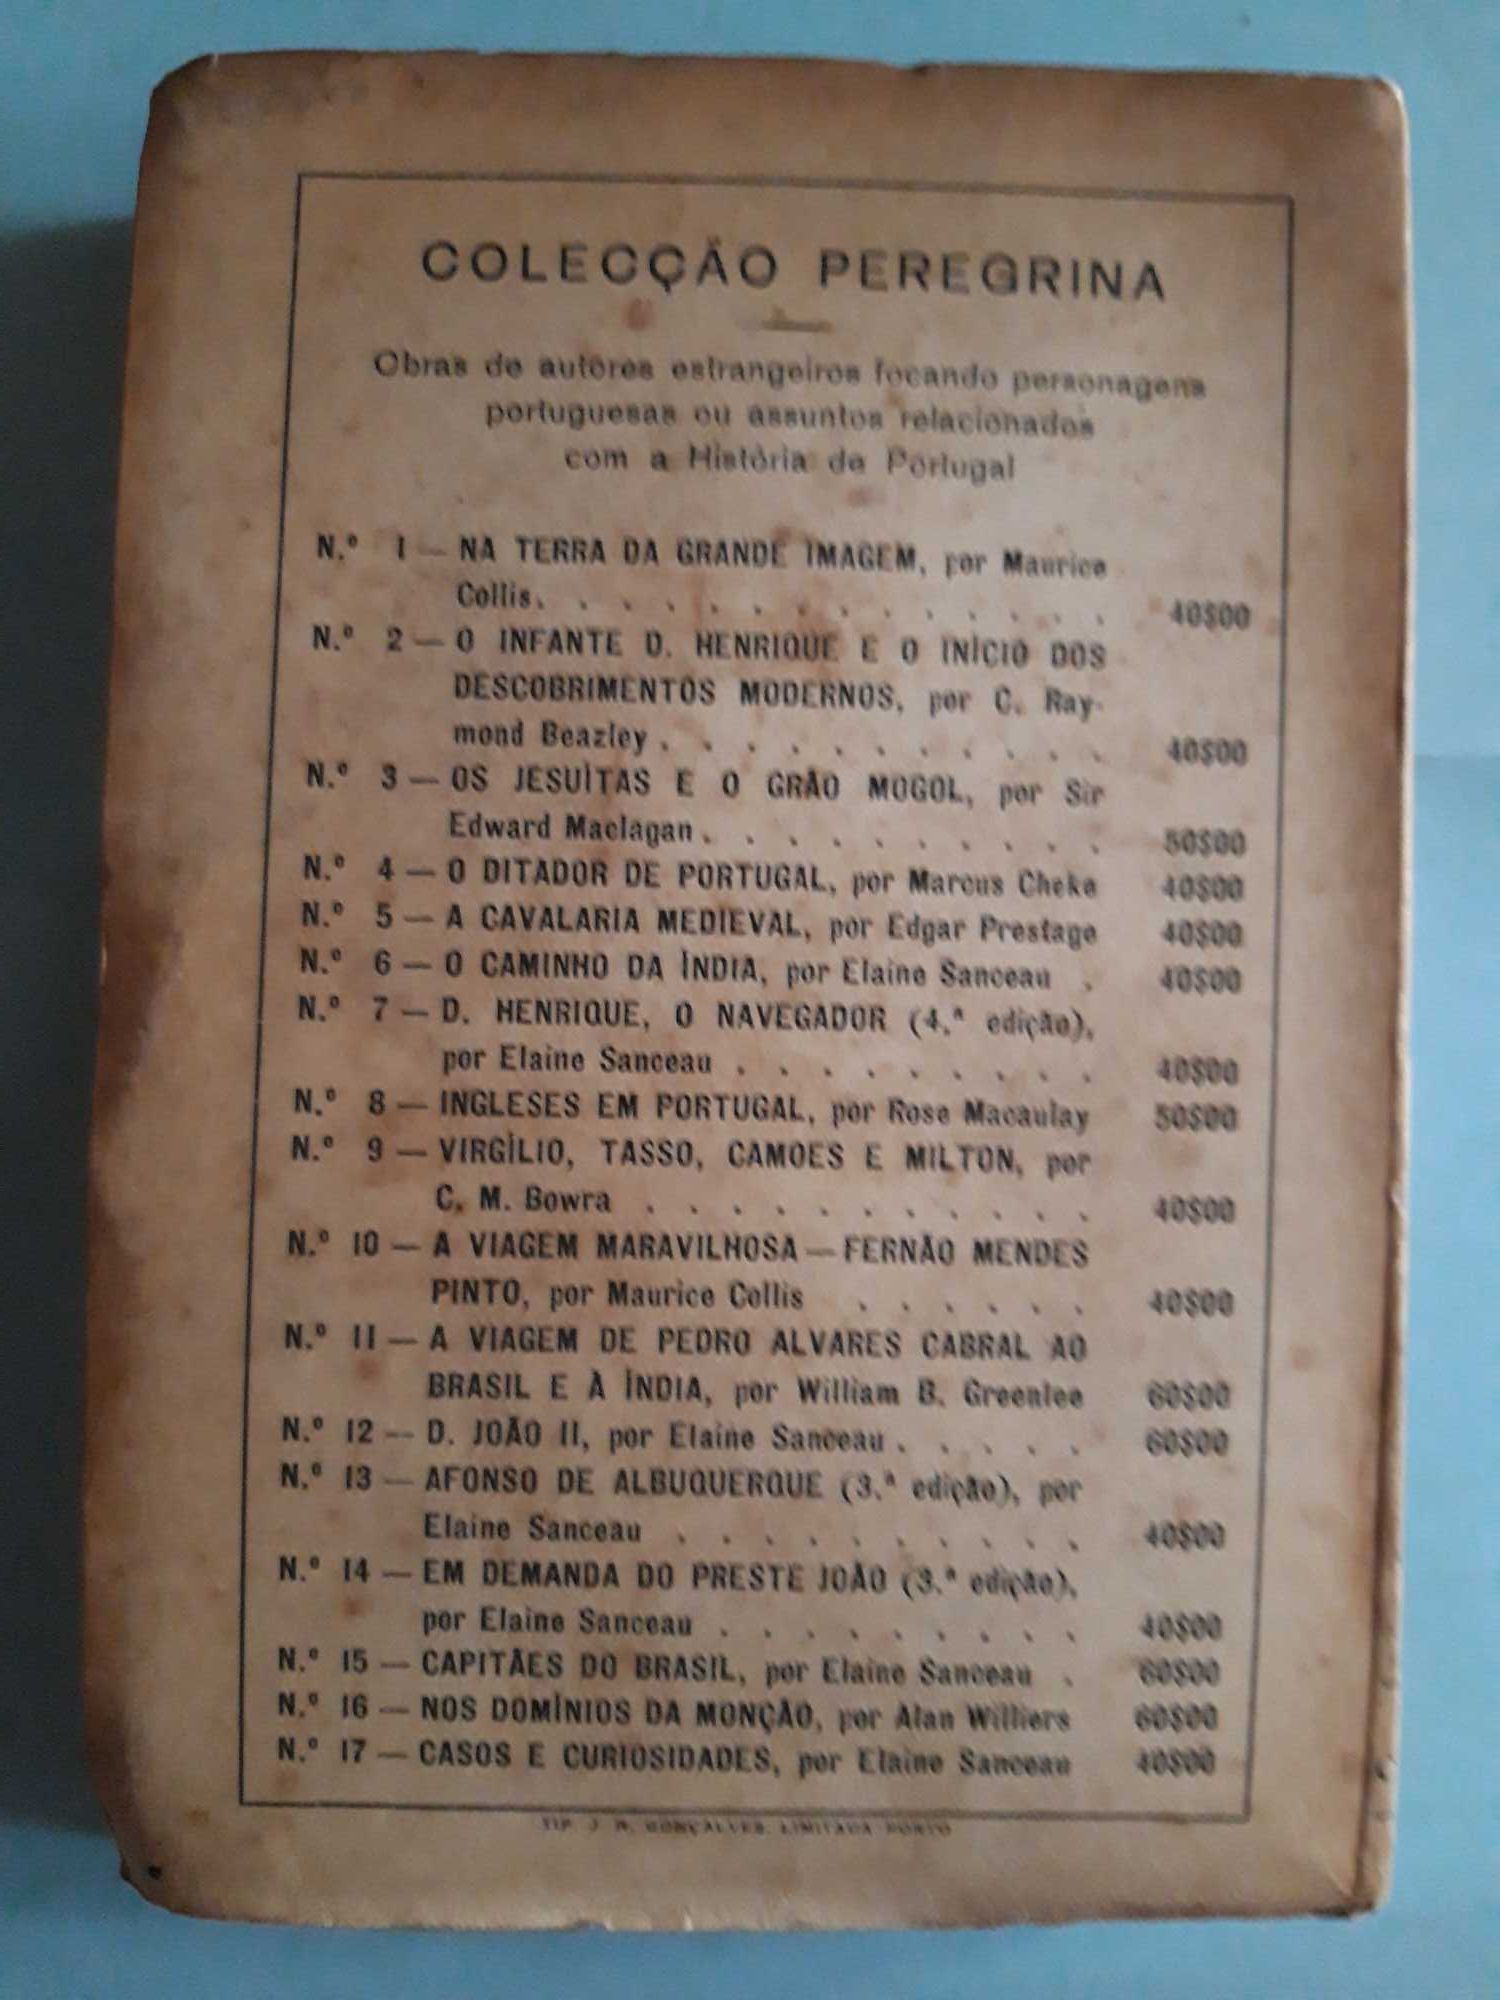 COLECÇÃO PEREGRINA
Obras de autores estrangeiros focando personagens
portuguesas ou assuntos relacionados
com a História de Portugal
N.º 1 — NA TERRA DA GRANDE IMAGEM, por Maurice
Collis. . . . . . . . . . . . . . 40$00
N.º 2 — O INFANTE D. HENRIQUE E O INÍCIO DOS
DESCOBRIMENTOS MODERNOS, por C. Ray-
mond Beazley . . . . . . . . . . . 40$00
N.º 3 — OS JESUÍTAS E O GRÃO MOGOL, por Sir
Edward Maclagan . . . . . . . . . . 50$00
N.º 4 — O DITADOR DE PORTUGAL, por Marcus Cheke 40$00
N.º 5 — A CAVALARIA MEDIEVAL, por Edgar Prestage 40$00
N.º 6 — O CAMINHO DA ÍNDIA, por Elaine Sanceau . 40$00
N.º 7 — D. HENRIQUE, O NAVEGADOR (4.ª edição),
por Elaine Sanceau . . . . . . . . . 40$00
N.º 8 — INGLESES EM PORTUGAL, por Rose Macaulay 50$00
N.º 9 — VIRGÍLIO, TASSO, CAMOES E MILTON, por
C. M. Bowra . . . . . . . . . . . 40$00
N.º 10 — A VIAGEM MARAVILHOSA — FERNÃO MENDES
PINTO, por Maurice Collis . . . . . . 40$00
N.º 11 — A VIAGEM DE PEDRO ALVARES CABRAL AO
BRASIL E À ÍNDIA, por William B. Greenlee 60$00
N.º 12 — D. JOÃO II, por Elaine Sanceau . . . . . 60$00
N.º 13 — AFONSO DE ALBUQUERQUE (3.ª edição), por
Elaine Sanceau . . . . . . . . . . 40$00
N.º 14 — EM DEMANDA DO PRESTE JOÃO (3.ª edição),
por Elaine Sanceau . . . . . . . . . 40$00
N.º 15 — CAPITÃES DO BRASIL, por Elaine Sanceau . 60$00
N.º 16 — NOS DOMÍNIOS DA MONÇÃO, por Alan Williers 60$00
N.º 17 — CASOS E CURIOSIDADES, por Elaine Sanceau 40$00
TIP. J. R. GONÇALVES, LIMITADA PORTO